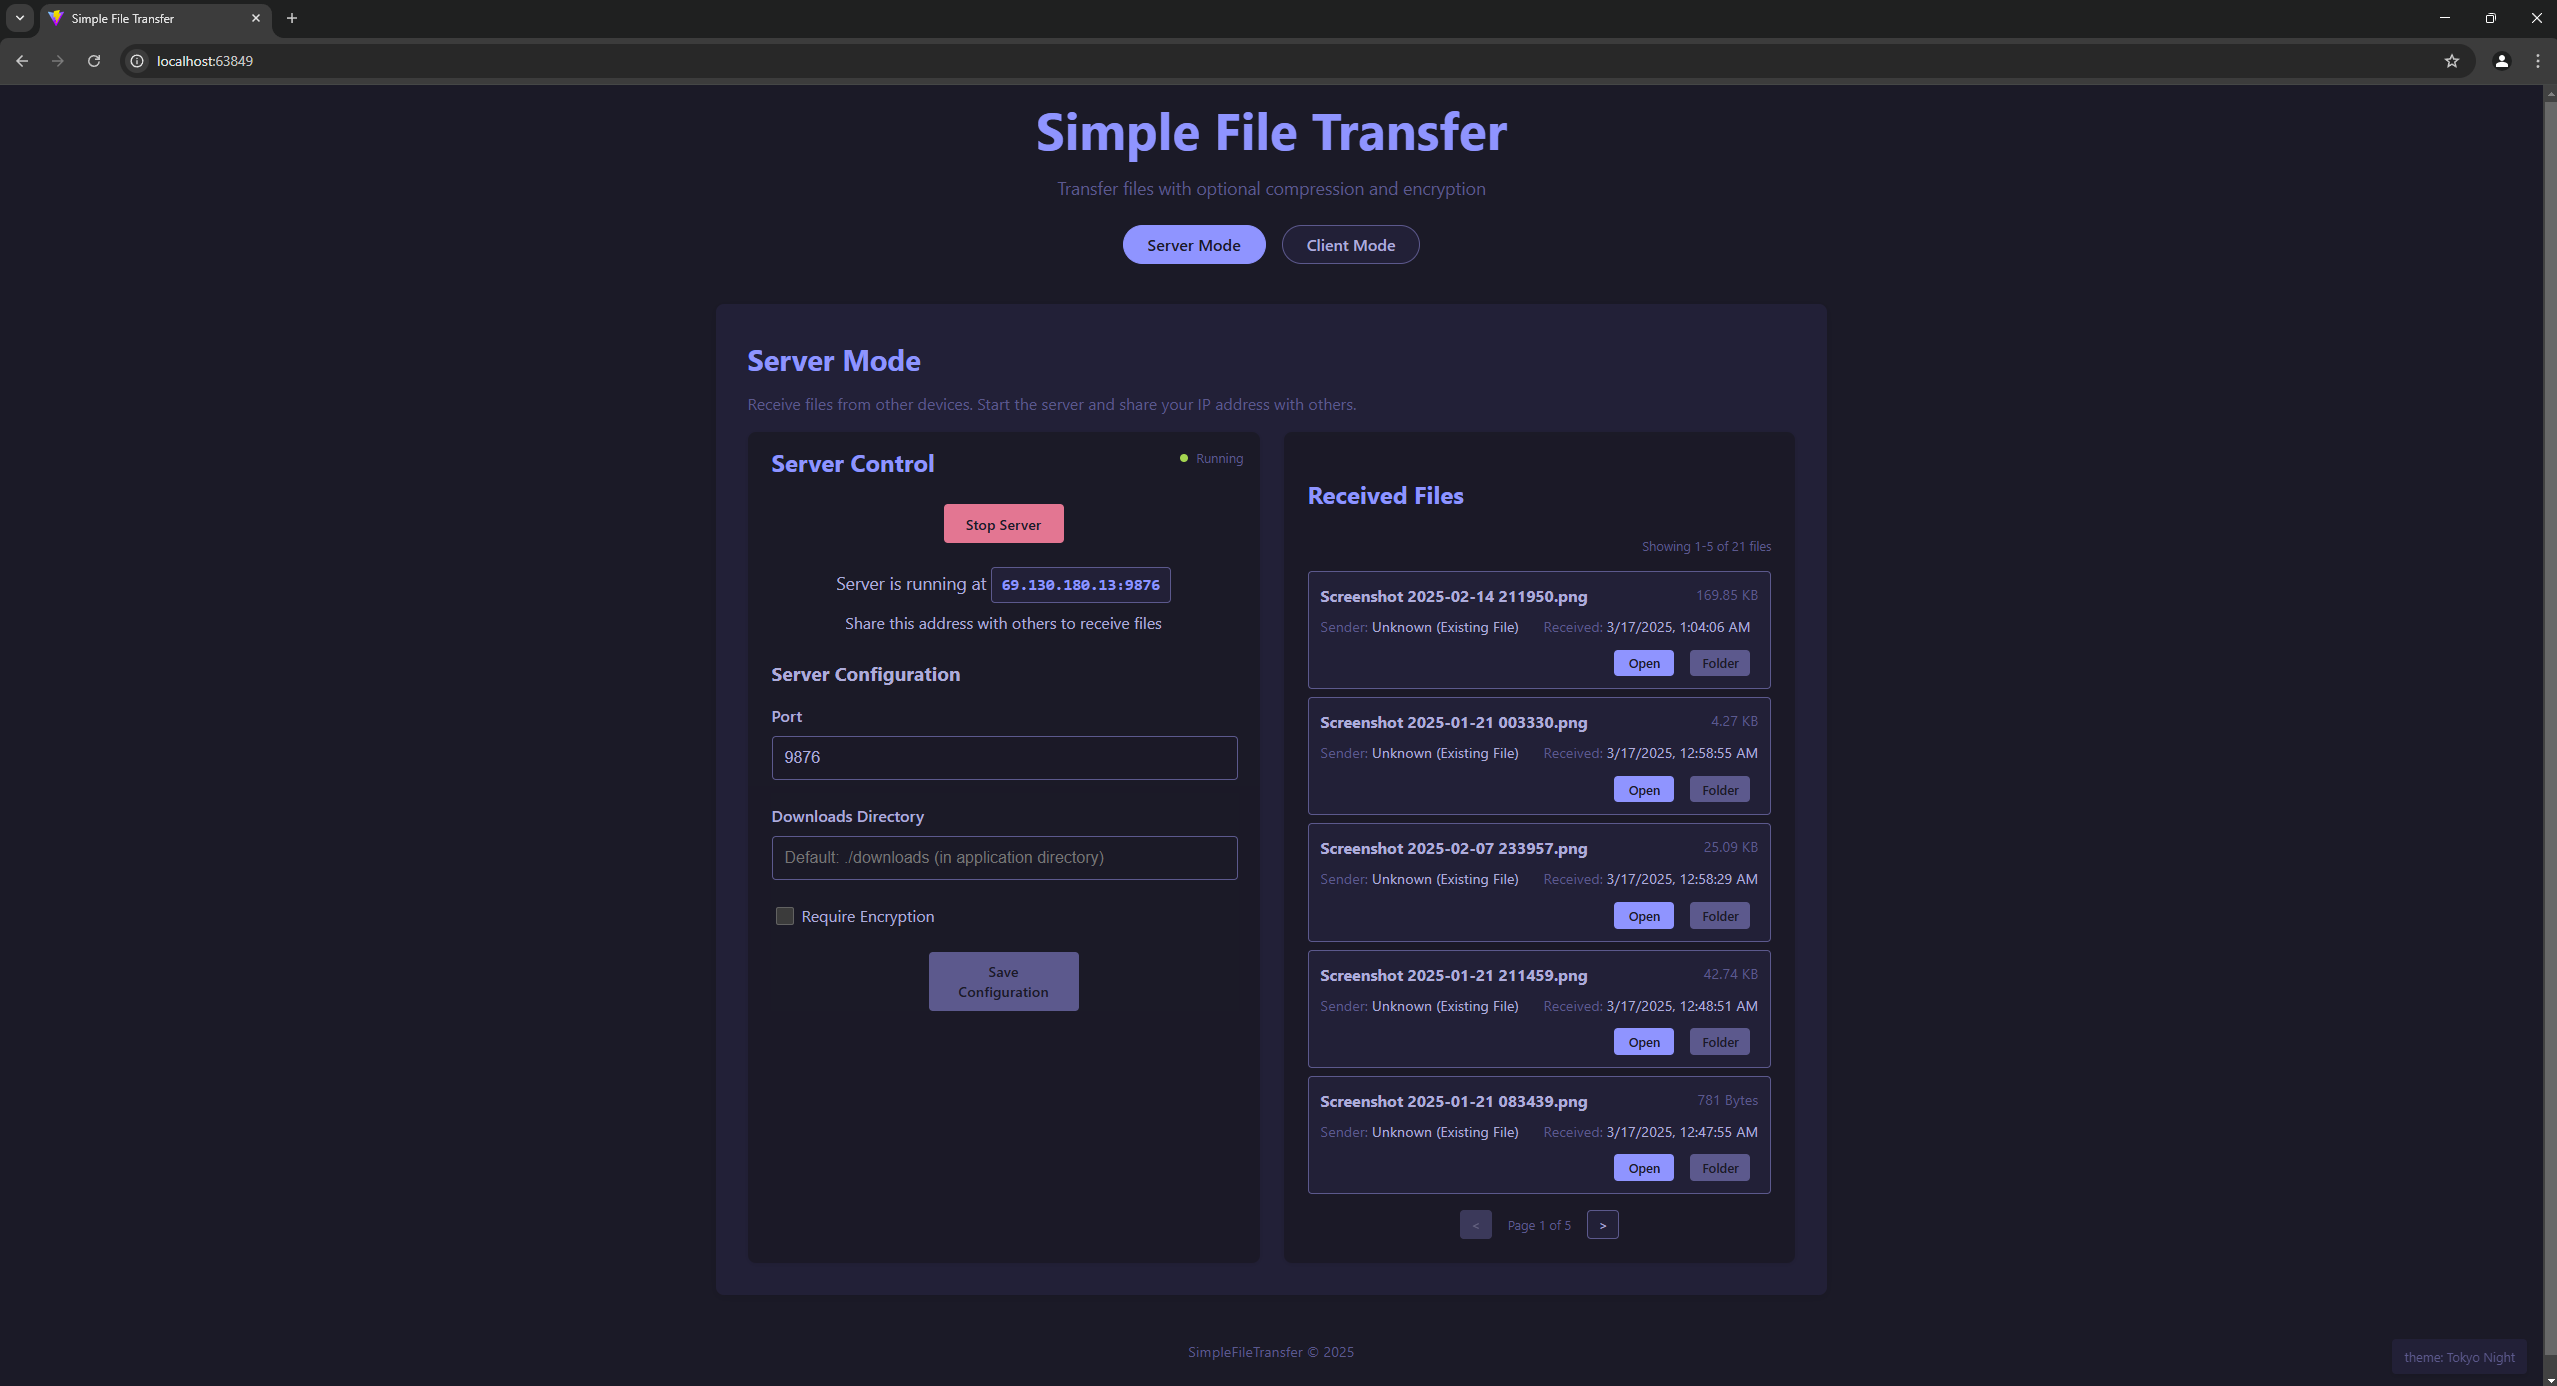 Simple File Transfer
localhost:63849
Simple File Transfer
Transfer files with optional compression and encryption
Server Mode
Client Mode
Server Mode
Receive files from other devices. Start the server and share your IP address with others.
Server Control
Running
Stop Server
Server is running at 69.130.180.13:9876
Share this address with others to receive files
Server Configuration
Port
9876
Downloads Directory
Default: ./downloads (in application directory)
Require Encryption
Save
Configuration
Received Files
Showing 1-5 of 21 files
Screenshot 2025-02-14 211950.png 169.85 KB
Sender: Unknown (Existing File) Received: 3/17/2025, 1:04:06 AM
Open Folder
Screenshot 2025-01-21 003330.png 4.27 KB
Sender: Unknown (Existing File) Received: 3/17/2025, 12:58:55 AM
Open Folder
Screenshot 2025-02-07 233957.png 25.09 KB
Sender: Unknown (Existing File) Received: 3/17/2025, 12:58:29 AM
Open Folder
Screenshot 2025-01-21 211459.png 42.74 KB
Sender: Unknown (Existing File) Received: 3/17/2025, 12:48:51 AM
Open Folder
Screenshot 2025-01-21 083439.png 781 Bytes
Sender: Unknown (Existing File) Received: 3/17/2025, 12:47:55 AM
Open Folder
< Page 1 of 5 >
SimpleFileTransfer © 2025
theme: Tokyo Night